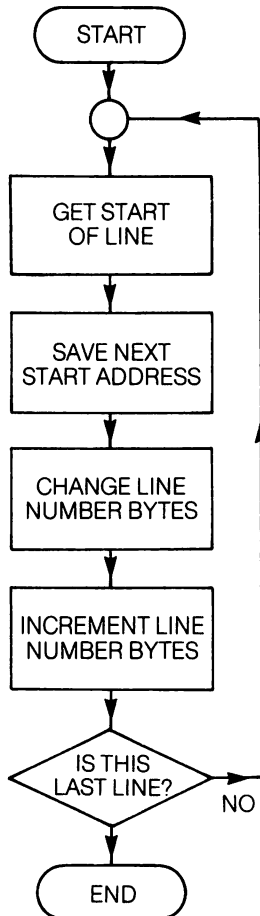 START
GET START
OF LINE
SAVE NEXT
START ADDRESS
CHANGE LINE
NUMBER BYTES
INCREMENT LINE
NUMBER BYTES
IS THIS
LAST LINE?
NO
END